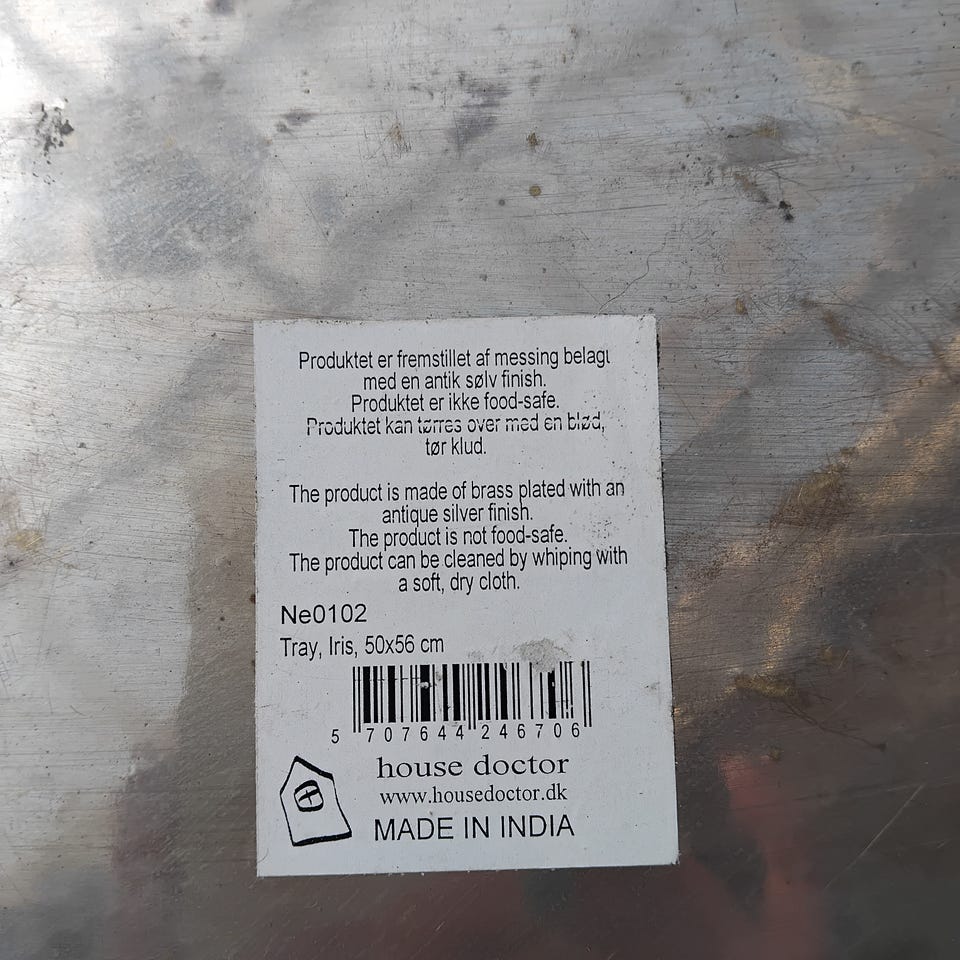 Produktet er fremstillet af messing belagt
med en antik sølv finish.
Produktet er ikke food-safe.
Produktet kan tørres over med en blød,
tør klud.
The product is made of brass plated with an
antique silver finish.
The product is not food-safe.
The product can be cleaned by whiping with
a soft, dry cloth.
Ne0102
Tray, Iris, 50x56 cm
5 707644 246706
house doctor
www.housedoctor.dk
MADE IN INDIA